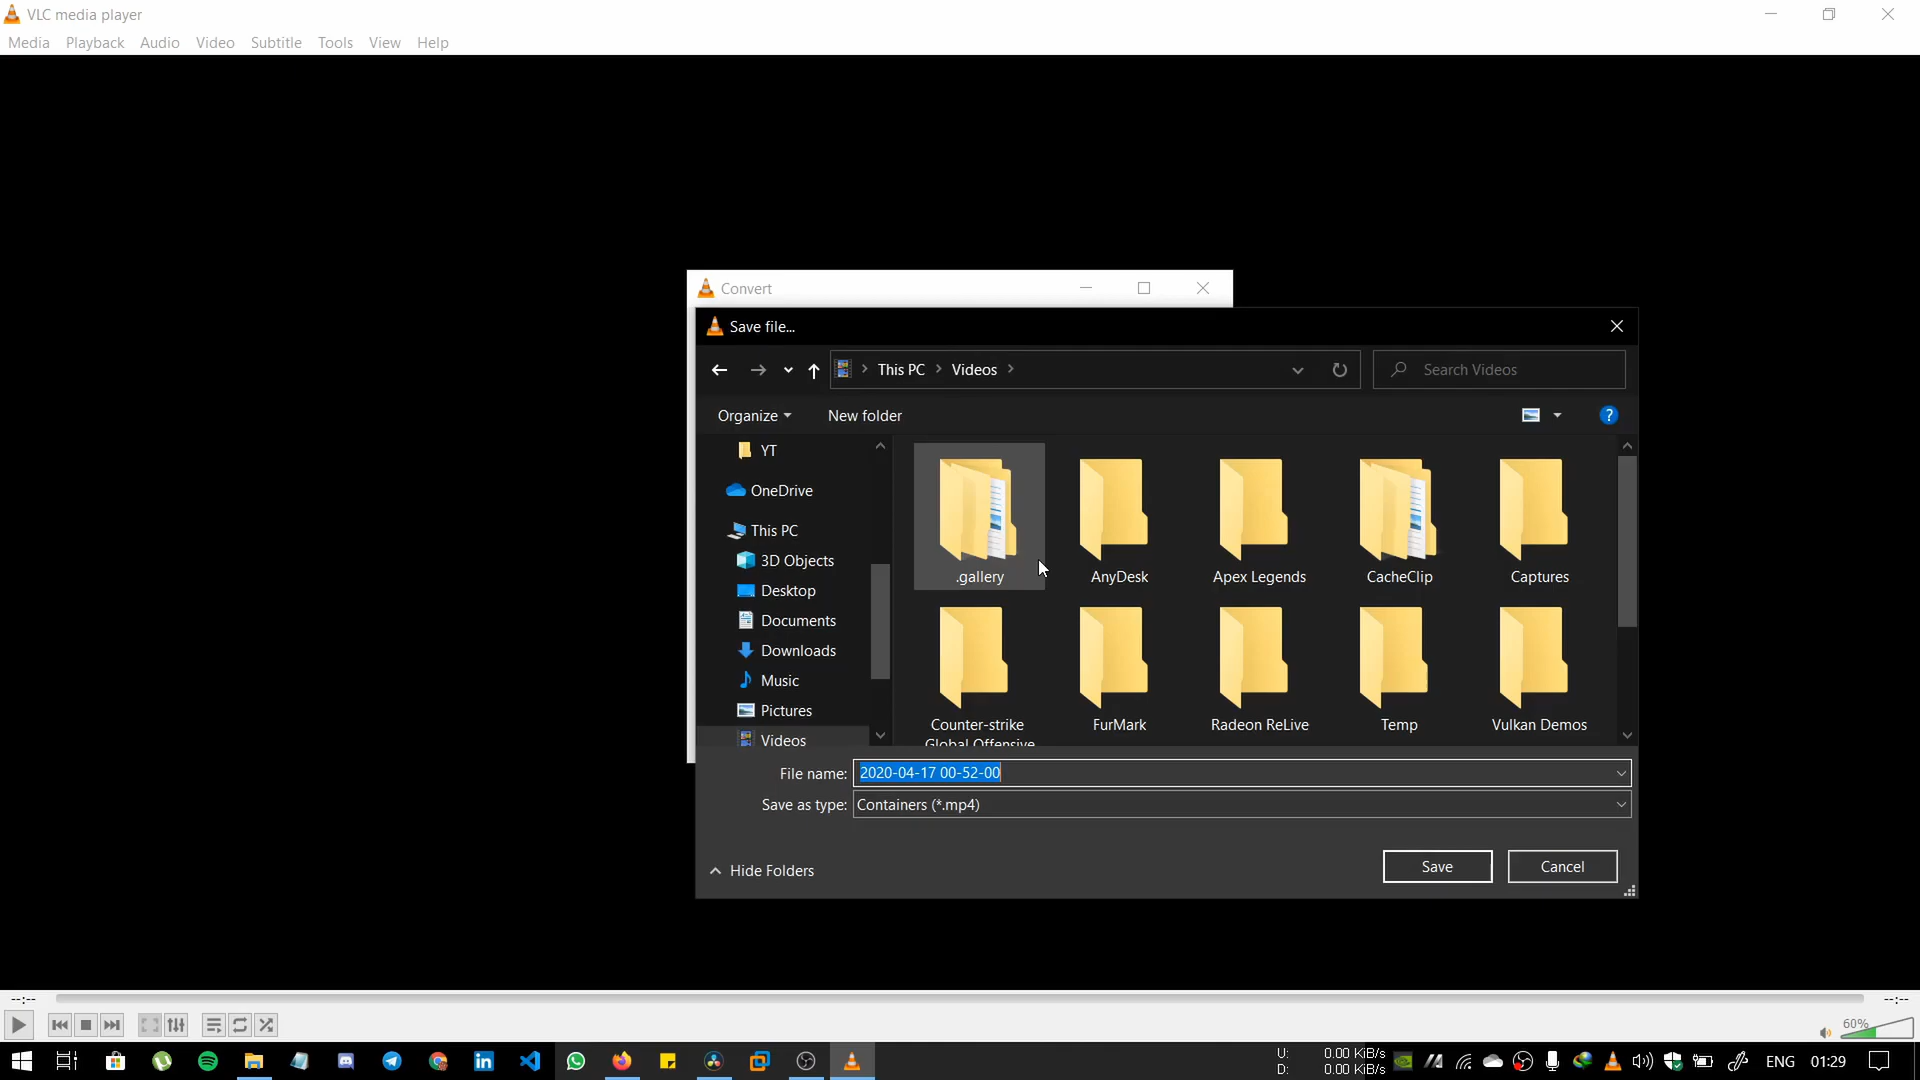 VLC media player
Media Playback Audio Video Subtitle Tools View Help
Convert
Save file...
This PC Videos
Search Videos
Organize New folder
YT
OneDrive
This PC
3D Objects
Desktop
Documents
Downloads
Music
Pictures
Videos
.gallery AnyDesk Apex Legends CacheClip Captures
Counter-strike FurMark Radeon ReLive Temp Vulkan Demos
Global Offensive
File name: 2020-04-17 00-52-00
Save as type: Containers (*.mp4)
Hide Folders
Save Cancel
--:-- --:--
60%
U: 0.00 KiB/s
D: 0.00 KiB/s
ENG 01:29